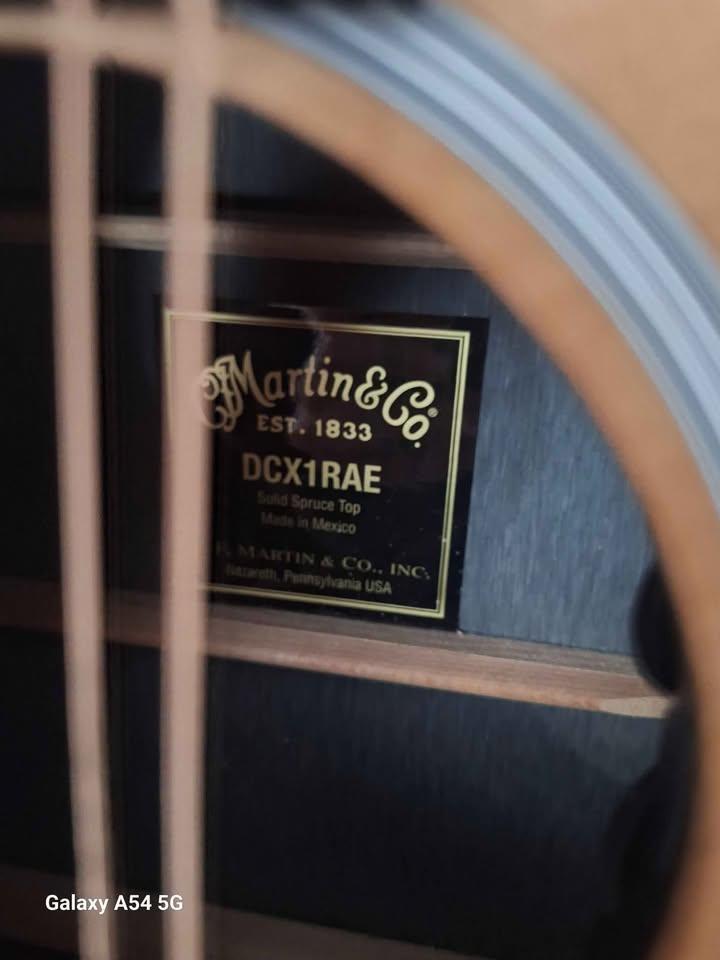 CFMartin & Co.®
EST. 1833
DCX1RAE
Solid Spruce Top
Made in Mexico
F. MARTIN & CO., INC.
Nazareth, Pennsylvania USA
Galaxy A54 5G